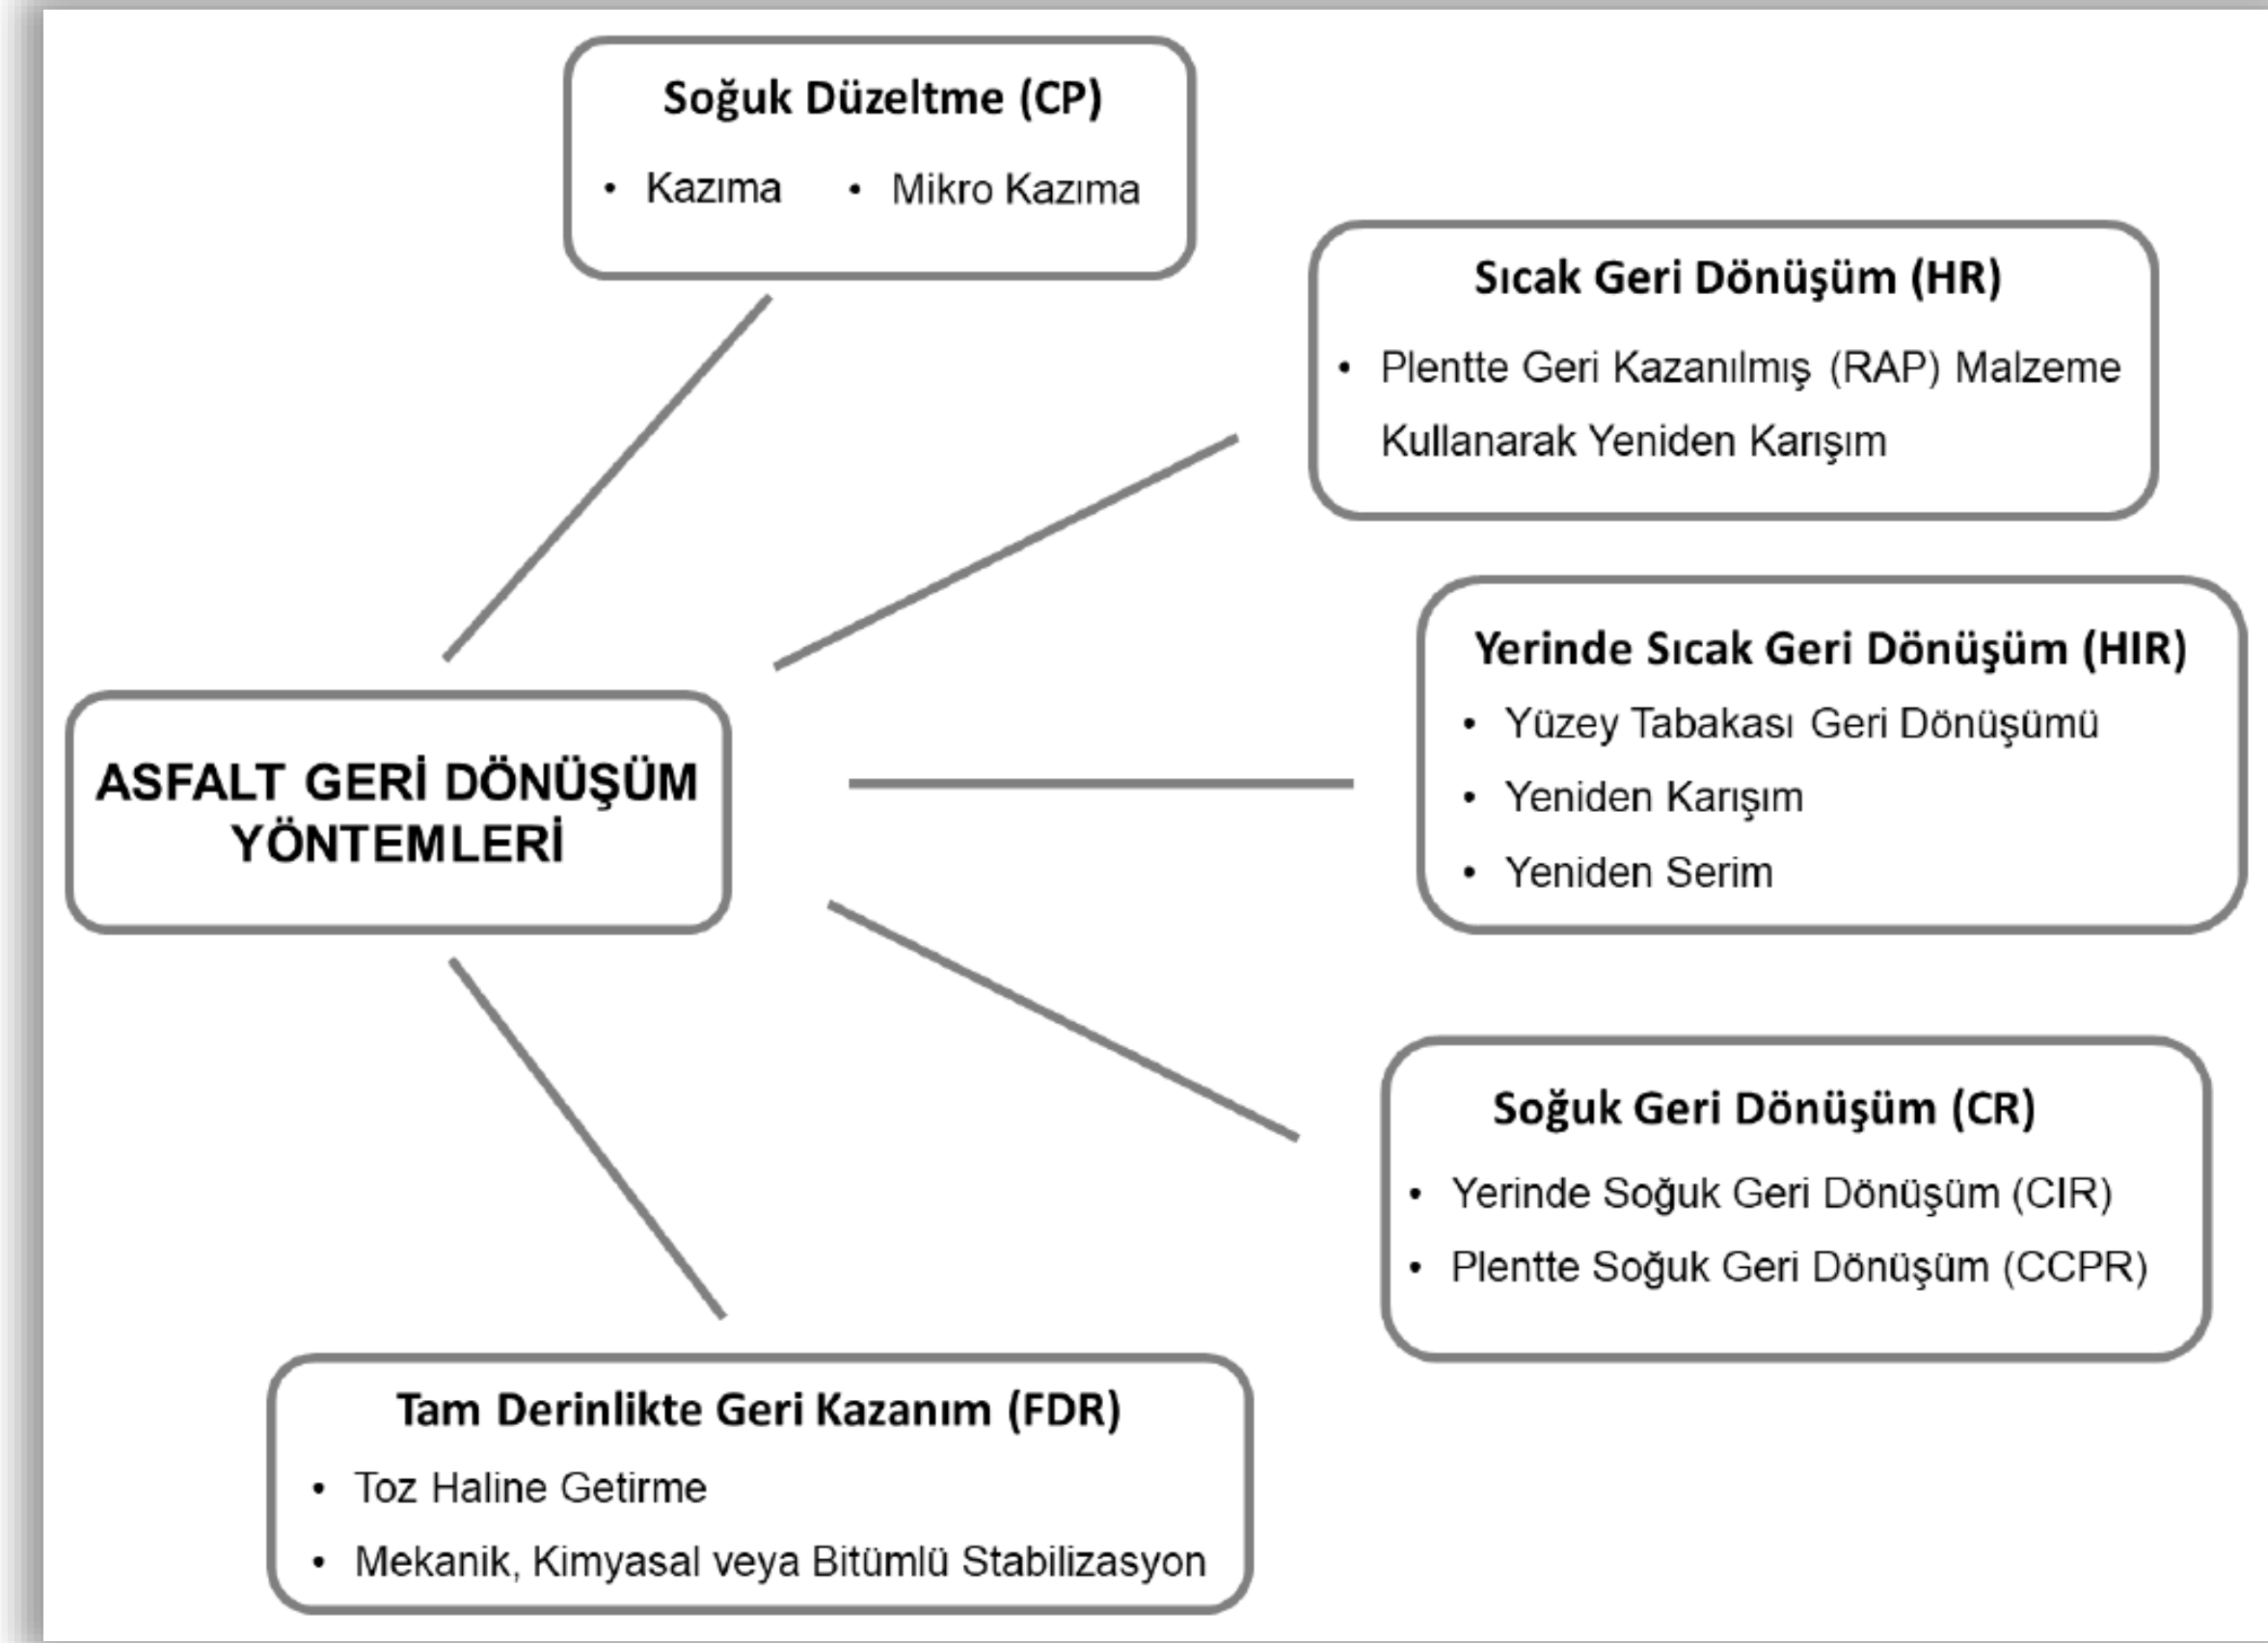 Soğuk Düzeltme (CP)
• Kazıma • Mikro Kazıma
Sıcak Geri Dönüşüm (HR)
• Plentte Geri Kazanılmış (RAP) Malzeme
Kullanarak Yeniden Karışım
Yerinde Sıcak Geri Dönüşüm (HIR)
• Yüzey Tabakası Geri Dönüşümü
• Yeniden Karışım
• Yeniden Serim
ASFALT GERİ DÖNÜŞÜM
YÖNTEMLERİ
Soğuk Geri Dönüşüm (CR)
• Yerinde Soğuk Geri Dönüşüm (CIR)
• Plentte Soğuk Geri Dönüşüm (CCPR)
Tam Derinlikte Geri Kazanım (FDR)
• Toz Haline Getirme
• Mekanik, Kimyasal veya Bitümlü Stabilizasyon